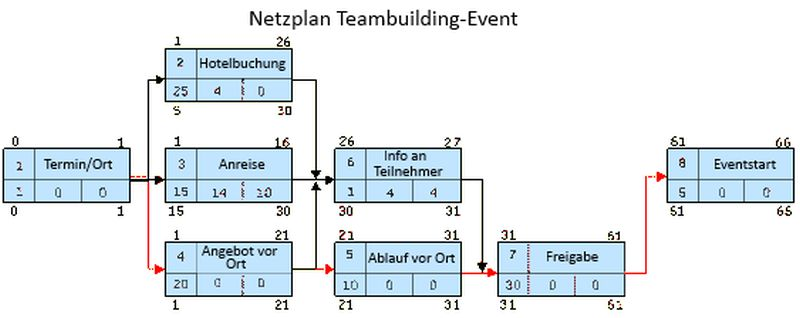 Netzplan Teambuilding-Event
1 26
2 Hotelbuchung
25 4 0
5 30
0 1
1 Termin/Ort
1 0 0
0 1
1 16
3 Anreise
15 14 10
15 30
26 27
6 Info an
Teilnehmer
1 4 4
30 31
61 66
8 Eventstart
5 0 0
61 66
1 21
4 Angebot vor
Ort
20 0 0
1 21
21 31
5 Ablauf vor Ort
10 0 0
21 31
31 61
7 Freigabe
30 0 0
31 61